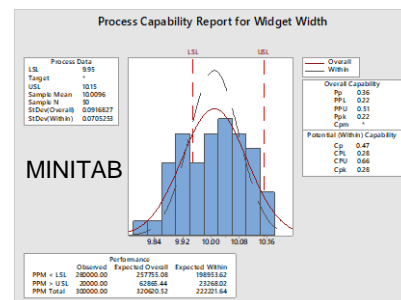 Process Capability Report for Widget Width
LSL USL
Process Data
LSL 9.95
Target *
USL 10.15
Sample Mean 10.0096
Sample N 50
StDev(Overall) 0.0916827
StDev(Within) 0.0705253
Overall
Within
Overall Capability
Pp 0.36
PPL 0.22
PPU 0.51
Ppk 0.22
Cpm *
Potential (Within) Capability
Cp 0.47
CPL 0.28
CPU 0.66
Cpk 0.28
MINITAB
9.84 9.92 10.00 10.08 10.16
Performance
Observed Expected Overall Expected Within
PPM < LSL 280000.00 257755.08 198953.62
PPM > USL 20000.00 62865.44 23268.02
PPM Total 300000.00 320620.52 222221.64